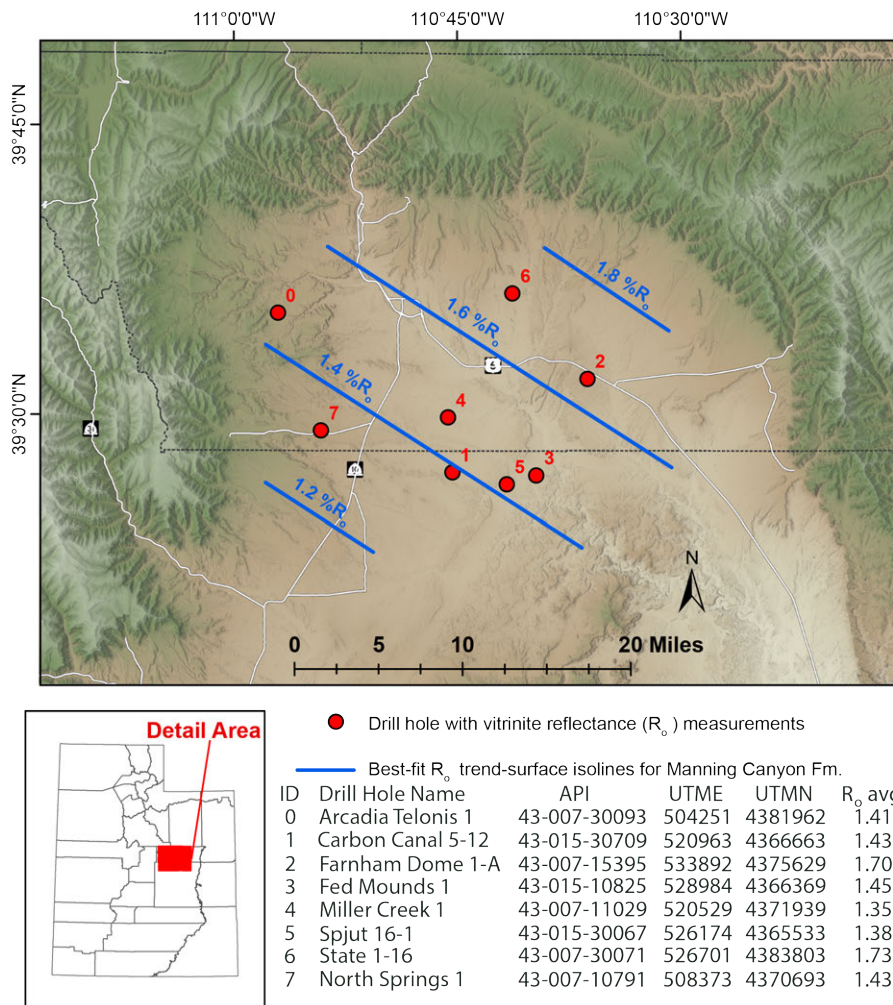 111°0'0"W 110°45'0"W 110°30'0"W
39°45'0"N
39°30'0"N
0
6
1.8 %Ro
1.6 %Ro
2
1.4 %Ro
4
7
6
1
5
3
10
1.2 %Ro
N
0 5 10 20 Miles
Detail Area
Drill hole with vitrinite reflectance (Ro ) measurements
Best-fit Ro trend-surface isolines for Manning Canyon Fm.
ID Drill Hole Name API UTME UTMN Ro avg
0 Arcadia Telonis 1 43-007-30093 504251 4381962 1.41
1 Carbon Canal 5-12 43-015-30709 520963 4366663 1.43
2 Farnham Dome 1-A 43-007-15395 533892 4375629 1.70
3 Fed Mounds 1 43-015-10825 528984 4366369 1.45
4 Miller Creek 1 43-007-11029 520529 4371939 1.35
5 Spjut 16-1 43-015-30067 526174 4365533 1.38
6 State 1-16 43-007-30071 526701 4383803 1.73
7 North Springs 1 43-007-10791 508373 4370693 1.43